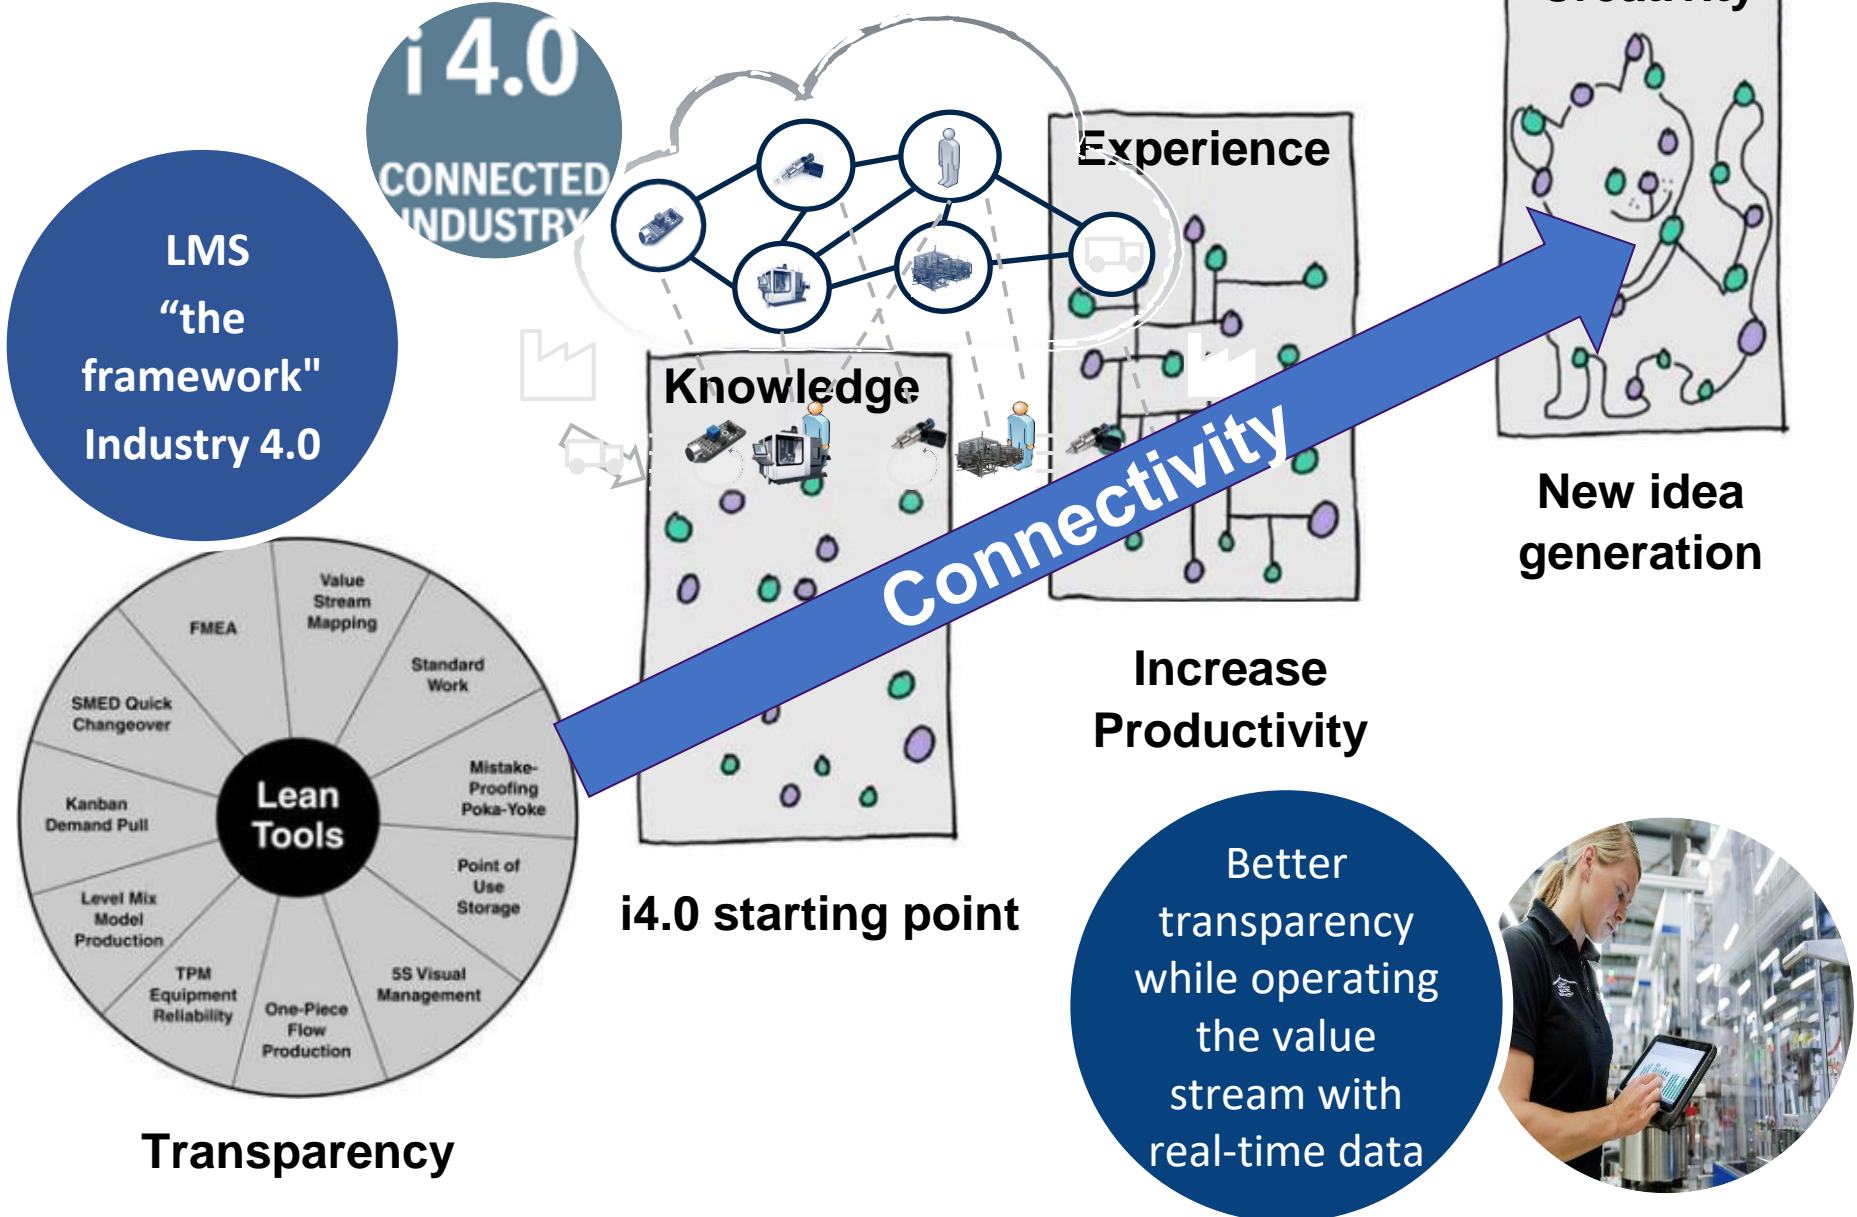 Creativity
i 4.0
CONNECTED
INDUSTRY
Experience
LMS
“the
framework"
Industry 4.0
Knowledge
Connectivity
New idea
generation
Value
Stream
Mapping
FMEA
Standard
Work
SMED Quick
Changeover
Mistake-
Proofing
Poka-Yoke
Lean
Tools
Kanban
Demand Pull
Point of
Use
Storage
Level Mix
Model
Production
TPM
Equipment
Reliability
5S Visual
Management
One-Piece
Flow
Production
Increase
Productivity
i4.0 starting point
Better
transparency
while operating
the value
stream with
real-time data
Transparency